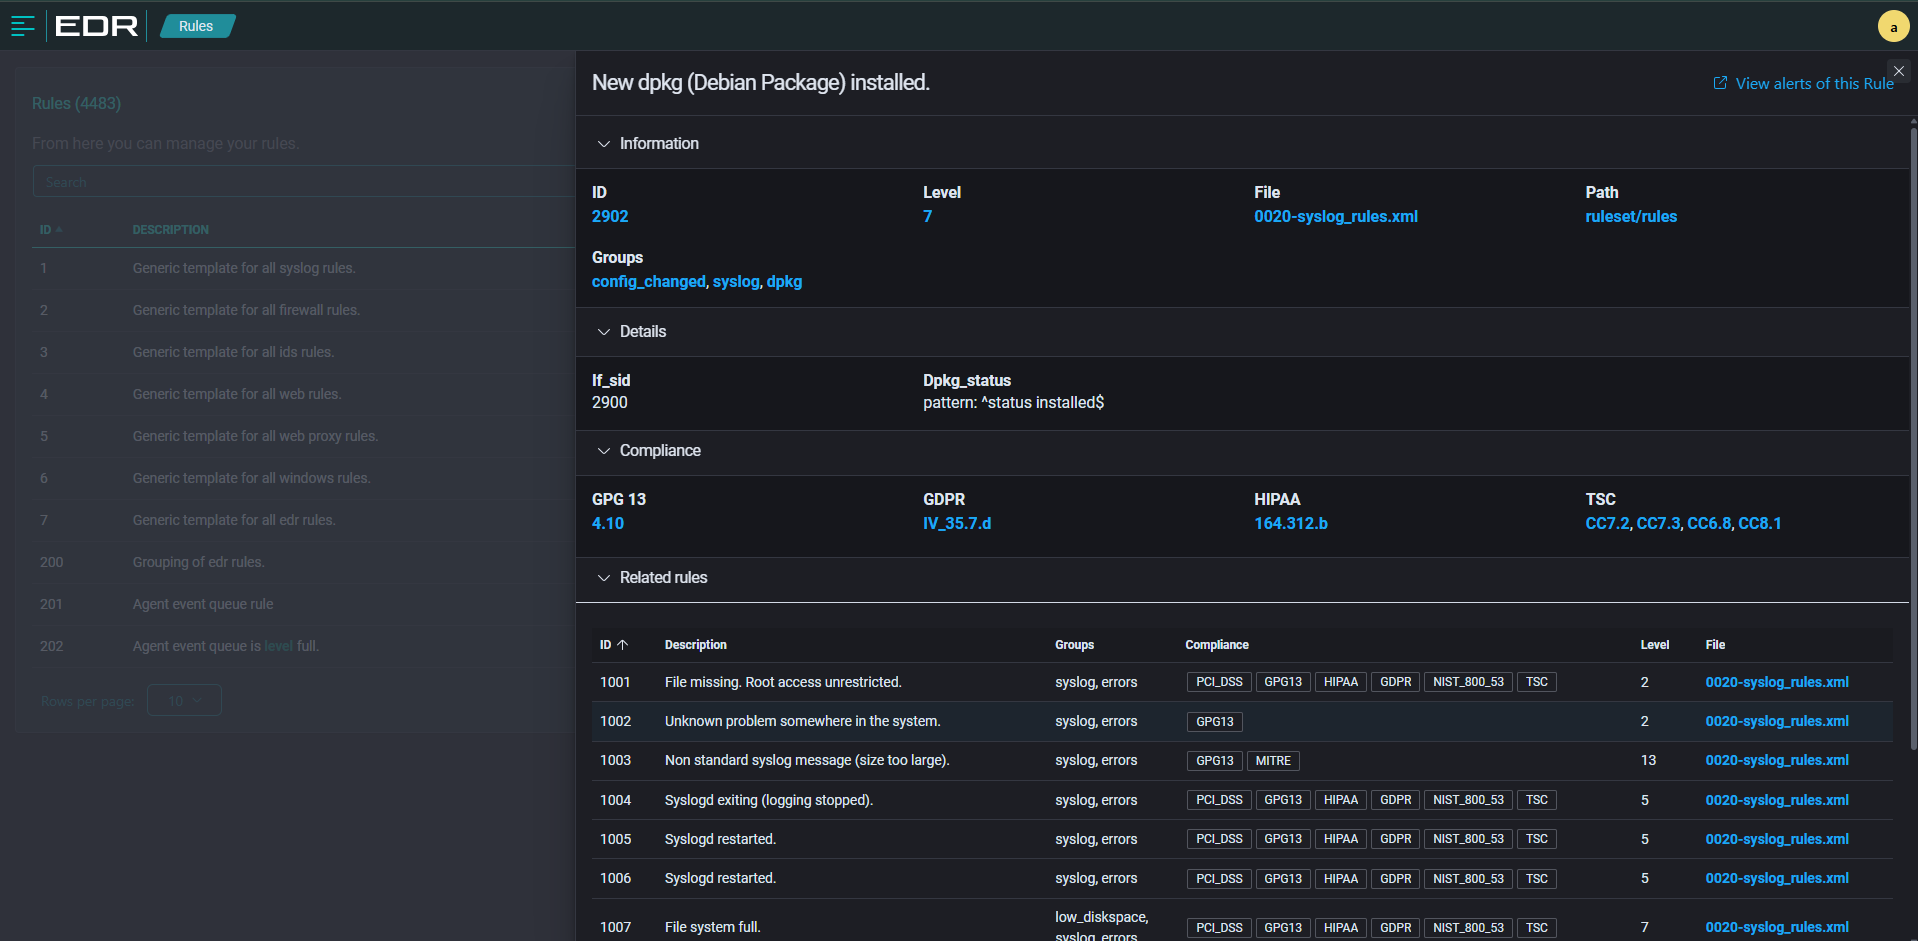 EDR
Rules
a
Rules (4483)
From here you can manage your rules.
Search
ID DESCRIPTION
1 Generic template for all syslog rules.
2 Generic template for all firewall rules.
3 Generic template for all ids rules.
4 Generic template for all web rules.
5 Generic template for all web proxy rules.
6 Generic template for all windows rules.
7 Generic template for all edr rules.
200 Grouping of edr rules.
201 Agent event queue rule
202 Agent event queue is level full.
Rows per page: 10
New dpkg (Debian Package) installed.
View alerts of this Rule
Information
ID Level File Path
2902 7 0020-syslog_rules.xml ruleset/rules
Groups
config_changed, syslog, dpkg
Details
If_sid Dpkg_status
2900 pattern: ^status installed$
Compliance
GPG 13 GDPR HIPAA TSC
4.10 IV_35.7.d 164.312.b CC7.2, CC7.3, CC6.8, CC8.1
Related rules
ID Description Groups Compliance Level File
1001 File missing. Root access unrestricted. syslog, errors PCI_DSS GPG13 HIPAA GDPR NIST_800_53 TSC 2 0020-syslog_rules.xml
1002 Unknown problem somewhere in the system. syslog, errors GPG13 2 0020-syslog_rules.xml
1003 Non standard syslog message (size too large). syslog, errors GPG13 MITRE 13 0020-syslog_rules.xml
1004 Syslogd exiting (logging stopped). syslog, errors PCI_DSS GPG13 HIPAA GDPR NIST_800_53 TSC 5 0020-syslog_rules.xml
1005 Syslogd restarted. syslog, errors PCI_DSS GPG13 HIPAA GDPR NIST_800_53 TSC 5 0020-syslog_rules.xml
1006 Syslogd restarted. syslog, errors PCI_DSS GPG13 HIPAA GDPR NIST_800_53 TSC 5 0020-syslog_rules.xml
low_diskspace,
1007 File system full. PCI_DSS GPG13 HIPAA GDPR NIST_800_53 TSC 7 0020-syslog_rules.xml
syslog, errors